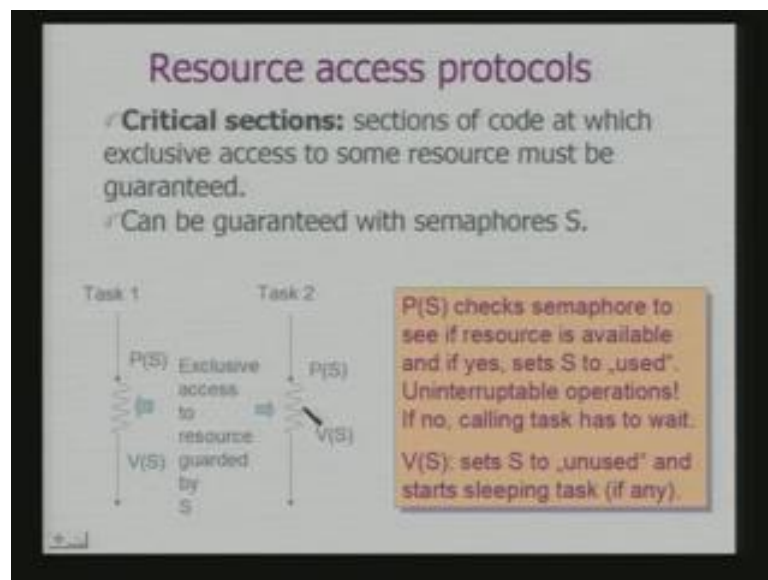 Resource access protocols
✓Critical sections: sections of code at which
exclusive access to some resource must be
guaranteed.
✓Can be guaranteed with semaphores S.
Task 1
Task 2
P(S)
Exclusive
access
to
resource
guarded
by
S
P(S)
V(S)
V(S)
P(S) checks semaphore to
see if resource is available
and if yes, sets S to „used“.
Uninterruptable operations!
If no, calling task has to wait.
V(S): sets S to „unused“ and
starts sleeping task (if any).